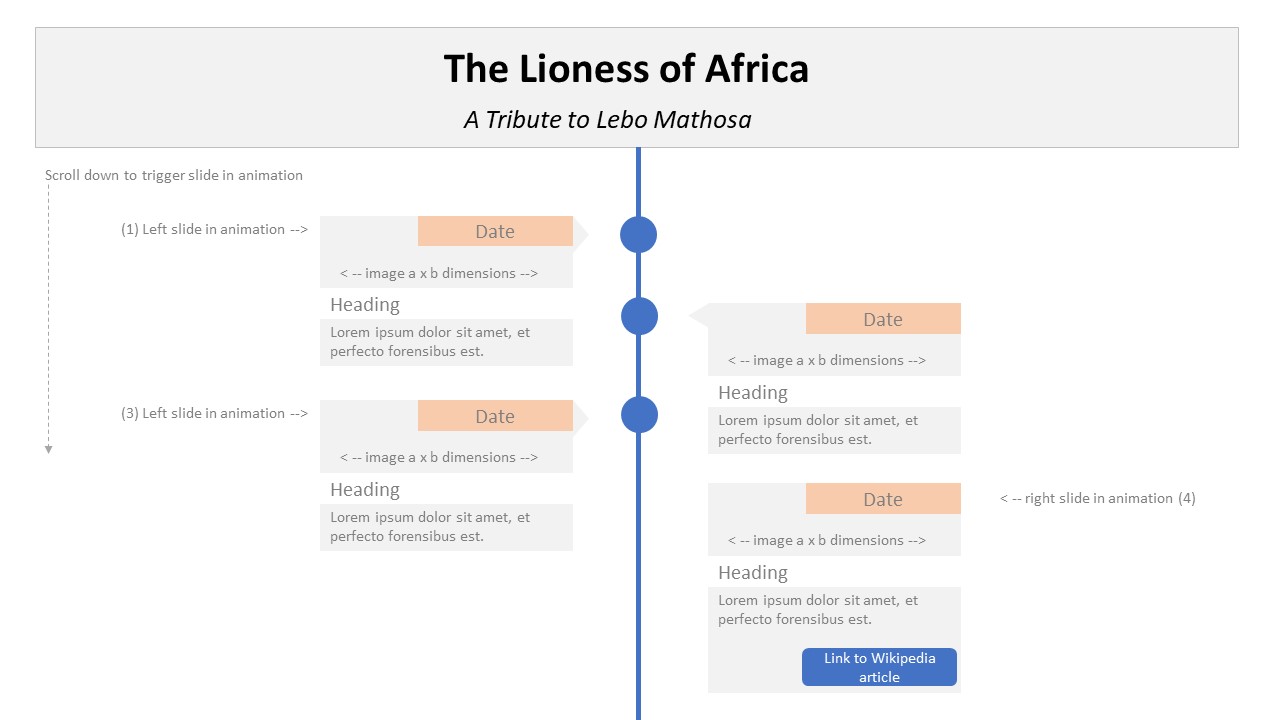 The Lioness of Africa
A Tribute to Lebo Mathosa
Scroll down to trigger slide in animation
(1) Left slide in animation -->
Date
< -- image a x b dimensions -->
Heading
Lorem ipsum dolor sit amet, et
perfecto forensibus est.
Date
< -- image a x b dimensions -->
Heading
Lorem ipsum dolor sit amet, et
perfecto forensibus est.
(3) Left slide in animation -->
Date
< -- image a x b dimensions -->
Heading
Lorem ipsum dolor sit amet, et
perfecto forensibus est.
Date
< -- right slide in animation (4)
< -- image a x b dimensions -->
Heading
Lorem ipsum dolor sit amet, et
perfecto forensibus est.
Link to Wikipedia
article